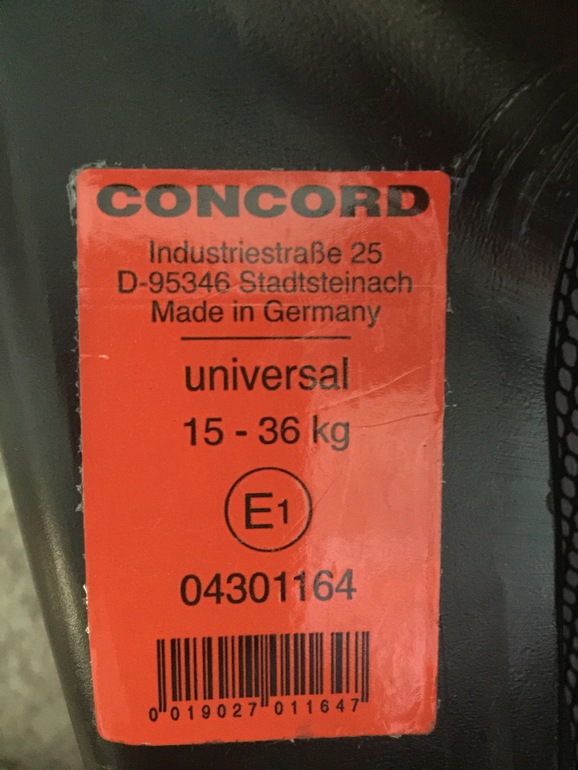 CONCORD
Industriestraße 25
D-95346 Stadtsteinach
Made in Germany
universal
15 - 36 kg
E1
04301164
0 019027 011647